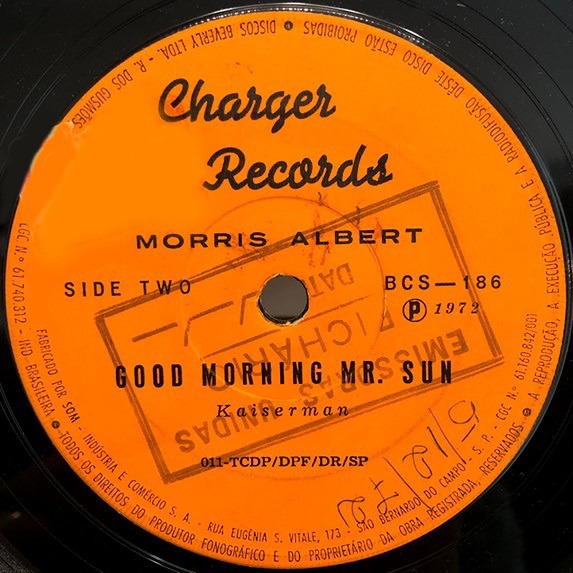 Charger
Records
MORRIS ALBERT
SIDE TWO
BCS—186
Ⓟ 1972
GOOD MORNING MR. SUN
Kaiserman
011-TCDP/DPF/DR/SP
EMISSORAS UNIDAS
FICHÁRIO
DATA
FABRICADO POR SOM - INDÚSTRIA E COMERCIO S. A. - RUA EUGÊNIA S. VITALE, 173 - SÃO BERNARDO DO CAMPO - S. P. - CGC Nº 61.160.842/001
CGC Nº 61.740.312 - IND BRASILEIRA ● TODOS OS DIREITOS DO PRODUTOR FONOGRÁFICO E DO PROPRIETÁRIO DA OBRA REGISTRADA, RESERVADOS ● A REPRODUÇÃO, A EXECUÇÃO PÚBLICA E A RADIODIFUSÃO DESTE DISCO ESTÃO PROIBIDAS ● DISCOS BEVERLY LTDA. - R. DOS GUSMÕES